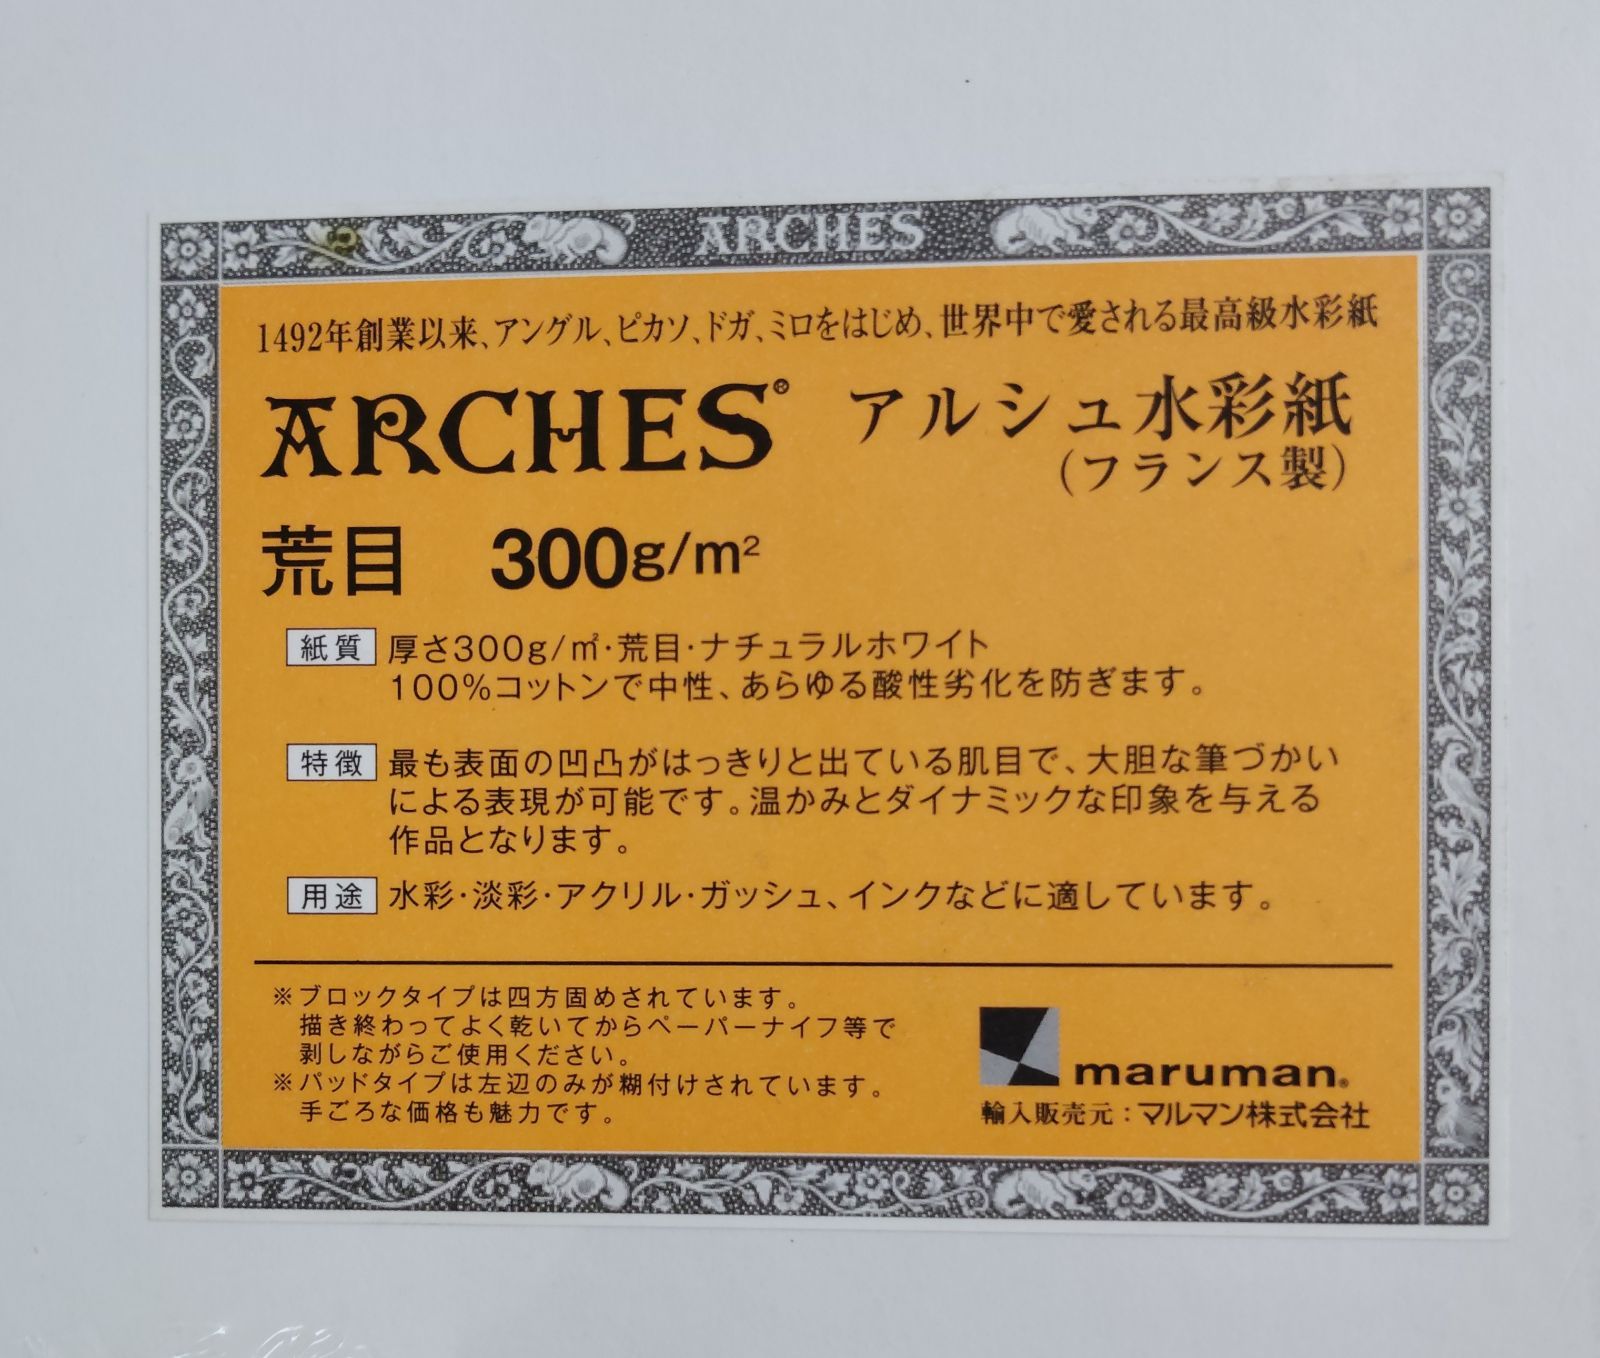 ARCHES
1492年創業以来、アングル、ピカソ、ドガ、ミロをはじめ、世界中で愛される最高級水彩紙
ARCHES® アルシュ水彩紙
(フランス製)
荒目 300g/m²
紙質 厚さ300g/㎡・荒目・ナチュラルホワイト
100%コットンで中性、あらゆる酸性劣化を防ぎます。
特徴 最も表面の凹凸がはっきりと出ている肌目で、大胆な筆づかい
による表現が可能です。温かみとダイナミックな印象を与える
作品となります。
用途 水彩・淡彩・アクリル・ガッシュ、インクなどに適しています。
※ブロックタイプは四方固めされています。
描き終わってよく乾いてからペーパーナイフ等で
剥しながらご使用ください。
※パッドタイプは左辺のみが糊付けされています。
手ごろな価格も魅力です。
maruman®
輸入販売元：マルマン株式会社